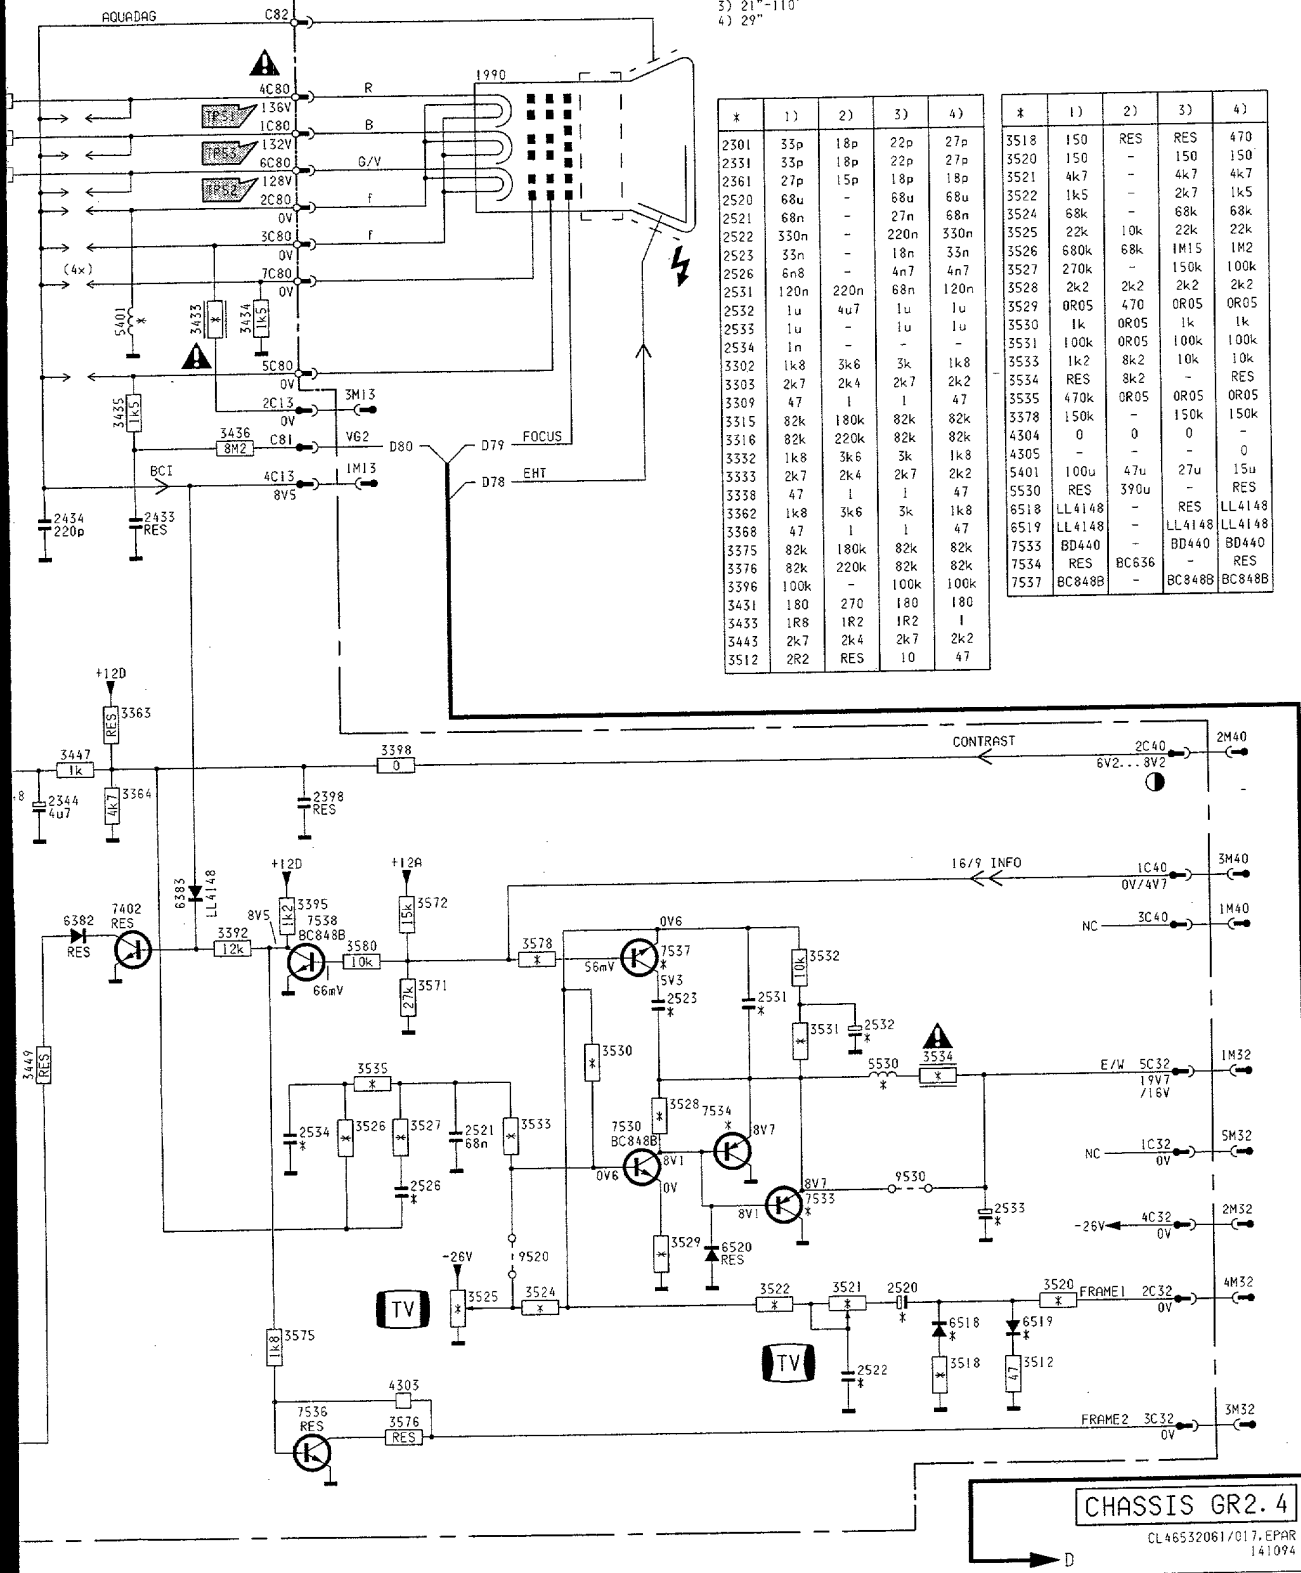 3) 21"-110°
4) 29"
AQUADAG C82
1990
4C80 R
TP51 136V
1C80 B
TP53 132V
6C80 G/V
TP52 128V
2C80 f
0V
3C80 f
0V
(4x) 7C80
0V
5401 * 3433 * 3434 1k5
5C80
0V
3M13
2C13
0V
3435 1k5
3436 8M2 C81 VG2 D80 D79 FOCUS
BCI 4C13 1M13 D78 EHT
8V5
2434 220p
2433 RES
* 1) 2) 3) 4)
2301 33p 18p 22p 27p
2331 33p 18p 22p 27p
2361 27p 15p 18p 18p
2520 68u - 68u 68u
2521 68n - 27n 68n
2522 330n - 220n 330n
2523 33n - 18n 33n
2526 6n8 - 4n7 4n7
2531 120n 220n 68n 120n
2532 1u 4u7 1u 1u
2533 1u - 1u 1u
2534 1n - - -
3302 1k8 3k6 3k 1k8
3303 2k7 2k4 2k7 2k2
3309 47 1 1 47
3315 82k 180k 82k 82k
3316 82k 220k 82k 82k
3332 1k8 3k6 3k 1k8
3333 2k7 2k4 2k7 2k2
3338 47 1 1 47
3362 1k8 3k6 3k 1k8
3368 47 1 1 47
3375 82k 180k 82k 82k
3376 82k 220k 82k 82k
3396 100k - 100k 100k
3431 180 270 180 180
3433 1R8 1R2 1R2 1
3443 2k7 2k4 2k7 2k2
3512 2R2 RES 10 47
* 1) 2) 3) 4)
3518 150 RES RES 470
3520 150 - 150 150
3521 4k7 - 4k7 4k7
3522 1k5 - 2k7 1k5
3524 68k - 68k 68k
3525 22k 10k 22k 22k
3526 680k 68k 1M15 1M2
3527 270k - 150k 100k
3528 2k2 2k2 2k2 2k2
3529 0R05 470 0R05 0R05
3530 1k 0R05 1k 1k
3531 100k 0R05 100k 100k
3533 1k2 8k2 10k 10k
3534 RES 8k2 - RES
3535 470k 0R05 0R05 0R05
3378 150k - 150k 150k
4304 0 0 0 -
4305 - - - 0
5401 100u 47u 27u 15u
5530 RES 390u - RES
6518 LL4148 - RES LL4148
6519 LL4148 - LL4148 LL4148
7533 BD440 - BD440 BD440
7534 RES BC636 - RES
7537 BC848B - BC848B BC848B
+12D
RES 3363
3447 1k
3398 0
CONTRAST 2C40 2M40
6V2...8V2
2344 4u7
4k7 3364
2398 RES
16/9 INFO 1C40 3M40
0V/4V7
NC 3C40 1M40
+12D
+12A
6383 LL4148
7402 RES
6382 RES
3392 12k
8V5
1k2 3395
7538 BC848B
66mV
3580 10k
15k 3572
27k 3571
3578 *
56mV
0V6
7537 *
5V3
2523 *
2531 *
10k 3532
* 3531
2532 *
3449 RES
3535 *
* 3530
5530 *
3534 *
E/W 5C32 1M32
19V7
/16V
2534 *
* 3526
* 3527
2521 68n
* 3533
* 3528
7534 *
8V7
7530 BC848B
8V1
0V6
0V
NC 1C32 5M32
0V
2526 *
9530
8V7
7533 *
8V1
2533 *
-26V 4C32 2M32
0V
* 3529
6520 RES
9520
-26V
TV
* 3525
3524 *
3522 *
3521 *
2520 *
3520 *
FRAME1 2C32 4M32
0V
TV
2522 *
6518 *
6519 *
* 3518
47 3512
1k8 3575
4303
7536 RES
3576 RES
FRAME2 3C32 3M32
0V
CHASSIS GR2.4
CL46532061/017.EPAR
141094
D